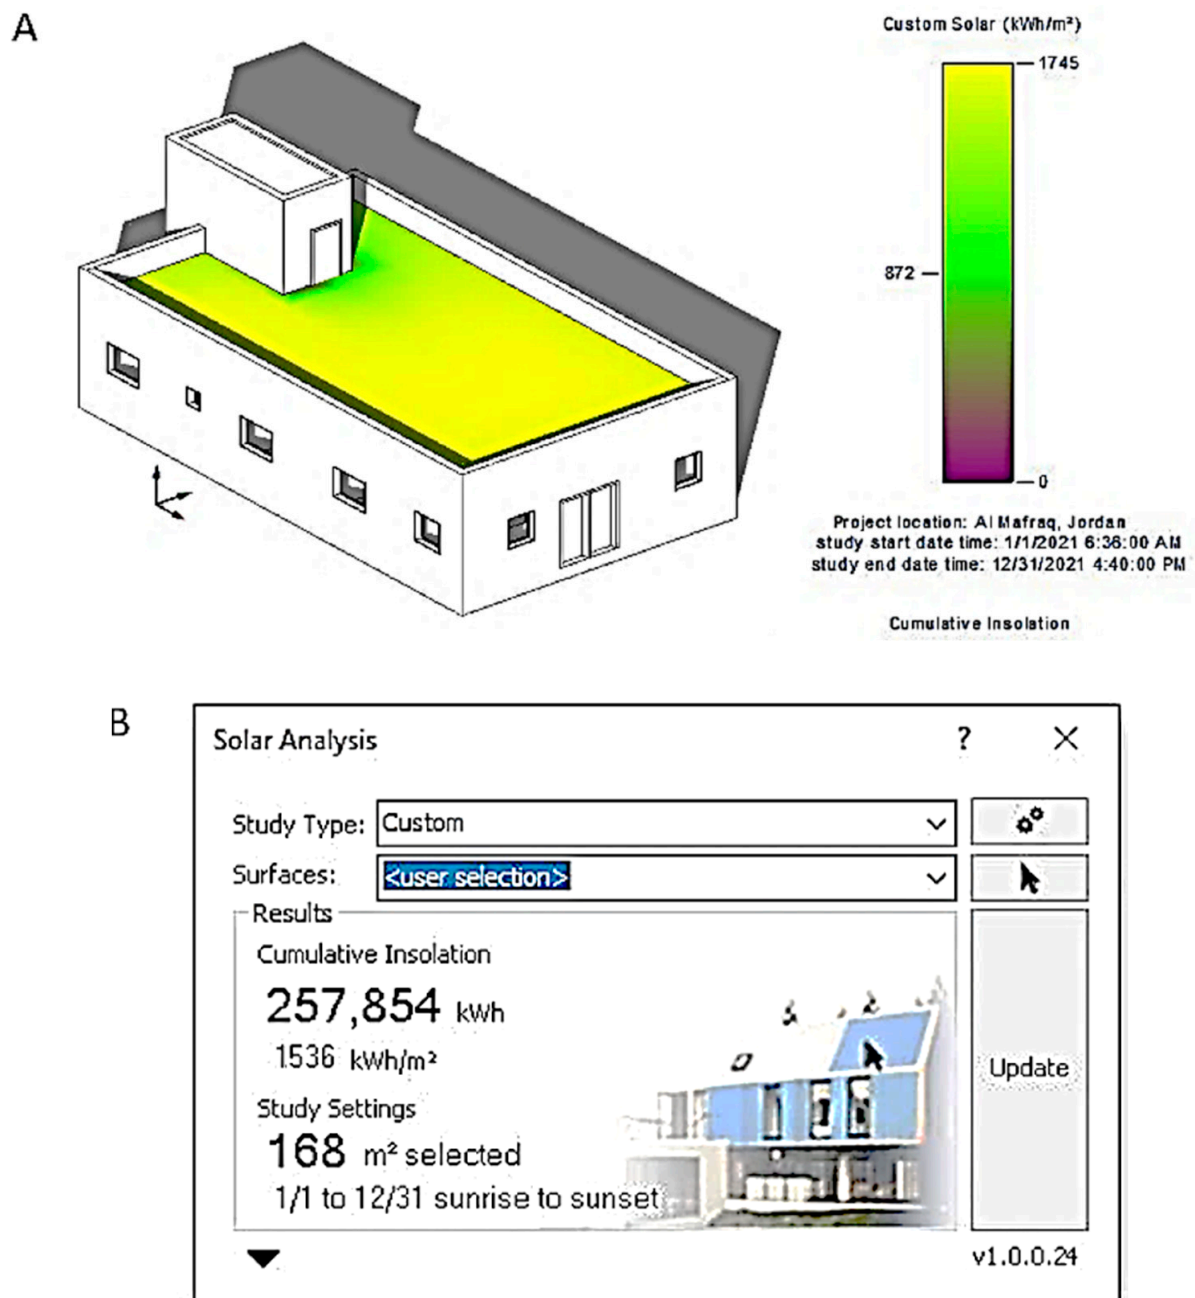 A
Custom Solar (kWh/m²)
1745
872
0
Project location: Al Mafraq, Jordan
study start date time: 1/1/2021 6:36:00 AM
study end date time: 12/31/2021 4:40:00 PM
Cumulative Insolation
B
Solar Analysis
?
Study Type: Custom
Surfaces: <user selection>
Results
Cumulative Insolation
257,854 kWh
1536 kWh/m²
Study Settings
168 m² selected
1/1 to 12/31 sunrise to sunset
Update
v1.0.0.24